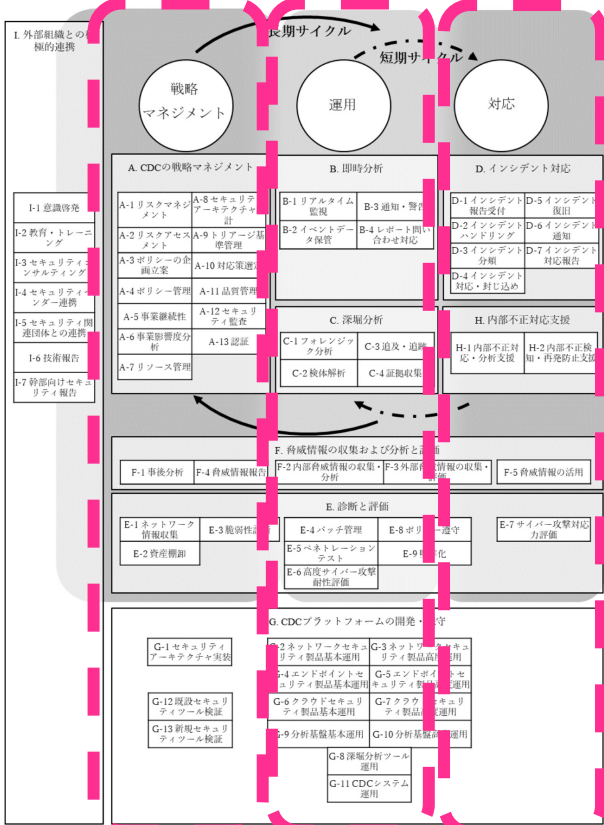 I. 外部組織との積
極的連携
長期サイクル
短期サイクル
戦略
マネジメント
運用
対応
A. CDCの戦略マネジメント
A-1 リスクマネジ
メント
A-2 リスクアセス
メント
A-3 ポリシーの企
画立案
A-4 ポリシー管理
A-5 事業継続性
A-6 事業影響度分
析
A-7 リソース管理
A-8 セキュリティ
アーキテクチャ設
計
A-9 トリアージ基
準管理
A-10 対応策選定
A-11 品質管理
A-12 セキュリ
ティ監査
A-13 認証
B. 即時分析
B-1 リアルタイム
監視
B-2 イベントデー
タ保管
B-3 通知・警告
B-4 レポート問い
合わせ対応
C. 深掘分析
C-1 フォレンジッ
ク分析
C-2 検体解析
C-3 追及・追跡
C-4 証拠収集
D. インシデント対応
D-1 インシデント
報告受付
D-2 インシデント
ハンドリング
D-3 インシデント
分類
D-4 インシデント
対応・封じ込め
D-5 インシデント
復旧
D-6 インシデント
通知
D-7 インシデント
対応報告
H. 内部不正対応支援
H-1 内部不正対
応・分析支援
H-2 内部不正検
知・再発防止支援
I-1 意識啓発
I-2 教育・トレーニ
ング
I-3 セキュリティコ
ンサルティング
I-4 セキュリティベ
ンダー連携
I-5 セキュリティ関
連団体との連携
I-6 技術報告
I-7 幹部向けセキュ
リティ報告
F. 脅威情報の収集および分析と評価
F-1 事後分析
F-4 脅威情報報告
F-2 内部脅威情報の収集・
分析
F-3 外部脅威情報の収集・
評価
F-5 脅威情報の活用
E. 診断と評価
E-1 ネットワーク
情報収集
E-2 資産棚卸
E-3 脆弱性診断
E-4 パッチ管理
E-5 ペネトレーション
テスト
E-6 高度サイバー攻撃
耐性評価
E-8 ポリシー遵守
E-9 堅牢化
E-7 サイバー攻撃対応
力評価
G. CDCプラットフォームの開発・保守
G-1 セキュリティ
アーキテクチャ実装
G-2 ネットワークセキュ
リティ製品基本運用
G-3 ネットワークセキュ
リティ製品高度運用
G-4 エンドポイントセ
キュリティ製品基本運用
G-5 エンドポイントセ
キュリティ製品高度運用
G-12 既設セキュリ
ティツール検証
G-13 新規セキュリ
ティツール検証
G-6 クラウドセキュリ
ティ製品基本運用
G-7 クラウドセキュリ
ティ製品高度運用
G-9 分析基盤基本運用
G-10 分析基盤高度運用
G-8 深掘分析ツール
運用
G-11 CDCシステム
運用